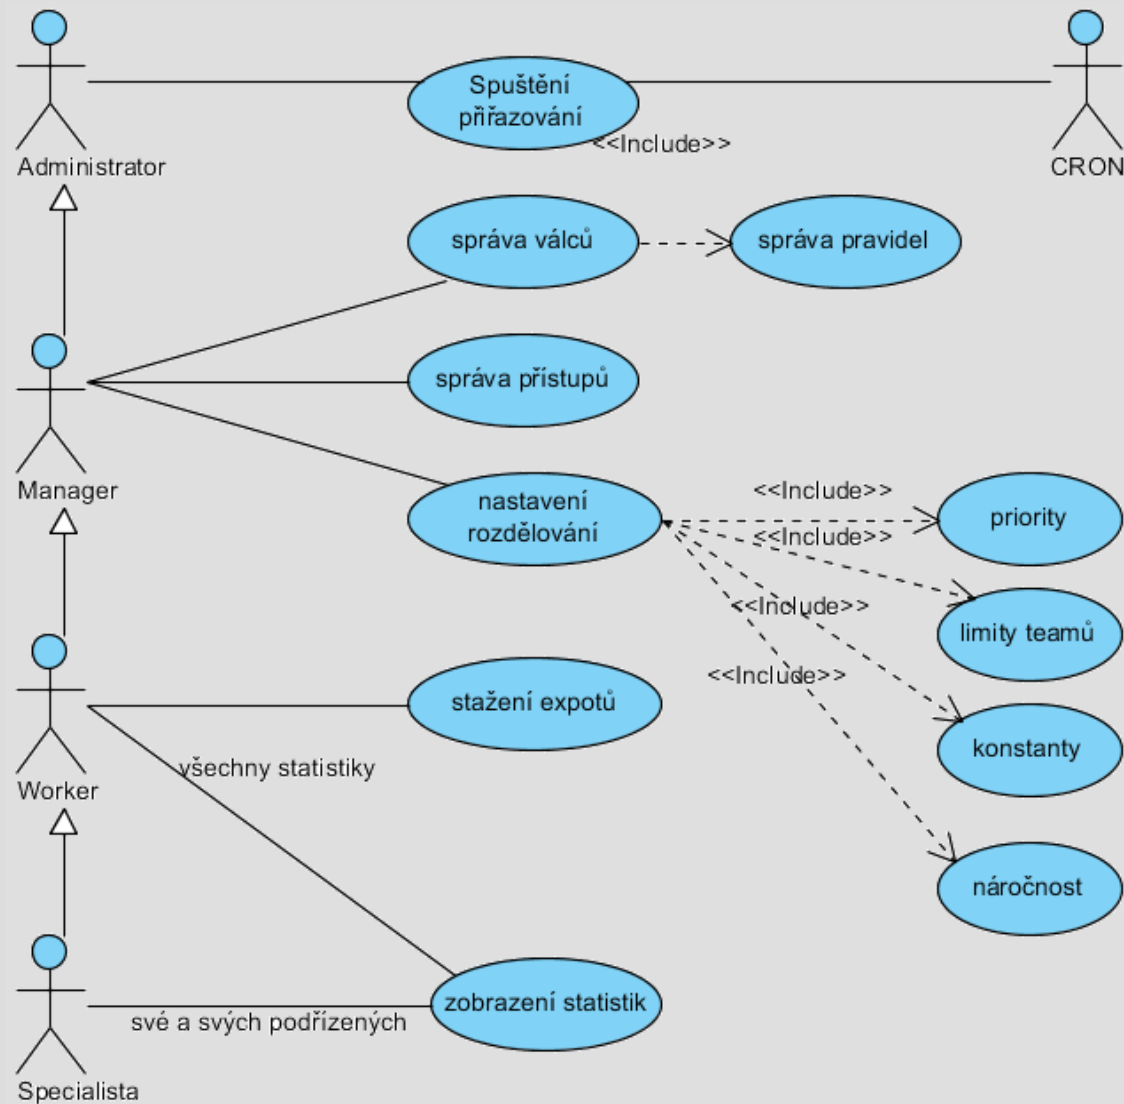 Spuštění
přiřazování
<<Include>>
Administrator
CRON
správa válců
správa pravidel
správa přístupů
Manager
nastavení
rozdělování
<<Include>>
priority
<<Include>>
<<Include>>
limity teamů
<<Include>>
stažení expotů
konstanty
všechny statistiky
Worker
náročnost
zobrazení statistik
své a svých podřízených
Specialista